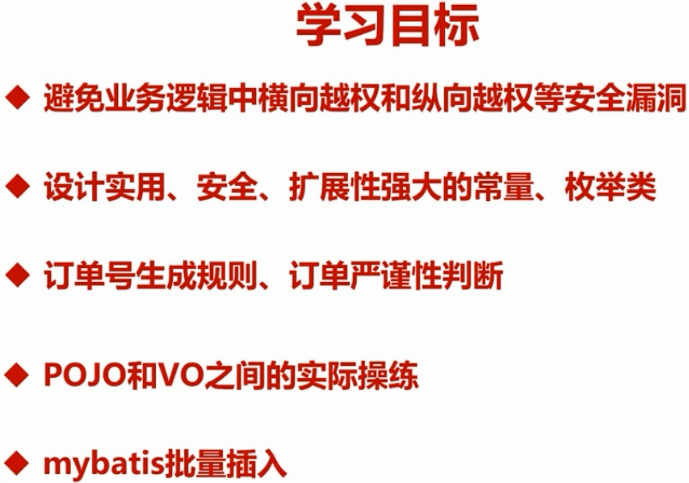 学习目标
避免业务逻辑中横向越权和纵向越权等安全漏洞
设计实用、安全、扩展性强大的常量、枚举类
订单号生成规则、订单严谨性判断
POJO和VO之间的实际操练
mybatis批量插入